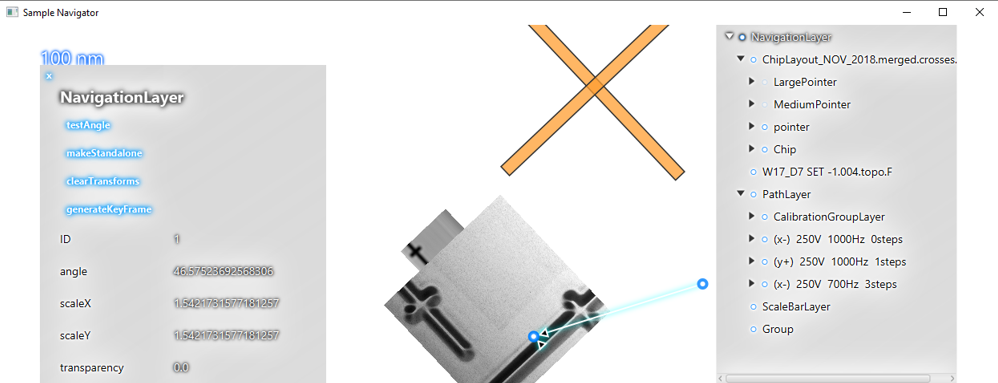 Sample Navigator
100 nm
NavigationLayer
testAngle
makeStandalone
clearTransforms
generateKeyFrame
ID 1
angle 46.57523692568306
scaleX 1.5421731577181257
scaleY 1.5421731577181257
transparency 0.0
NavigationLayer
ChipLayout_NOV_2018.merged.crosses.
LargePointer
MediumPointer
pointer
Chip
W17_D7 SET -1.004.topo.F
PathLayer
CalibrationGroupLayer
(x-) 250V 1000Hz 0steps
(y+) 250V 1000Hz 1steps
(x-) 250V 700Hz 3steps
ScaleBarLayer
Group